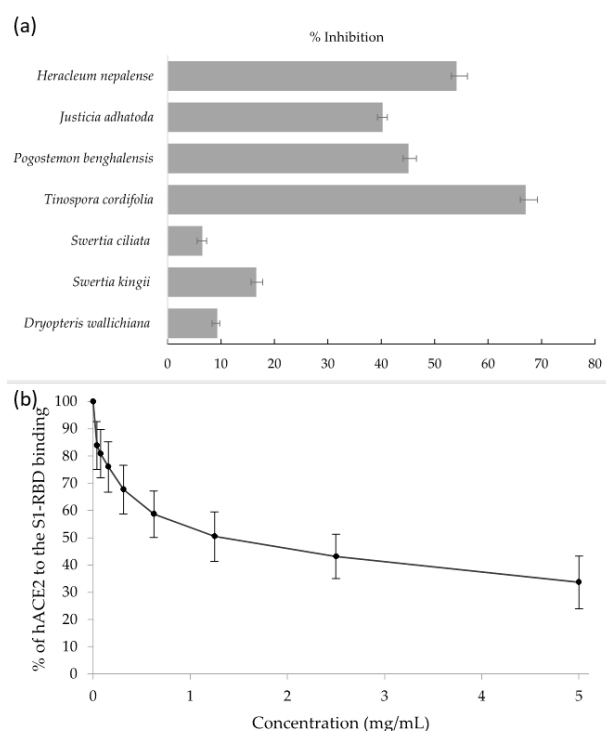 (a)
% Inhibition
Heracleum nepalense
Justicia adhatoda
Pogostemon benghalensis
Tinospora cordifolia
Swertia ciliata
Swertia kingii
Dryopteris wallichiana
0 10 20 30 40 50 60 70 80
(b)
% of hACE2 to the S1-RBD binding
100
90
80
70
60
50
40
30
20
10
0
0 1 2 3 4 5
Concentration (mg/mL)